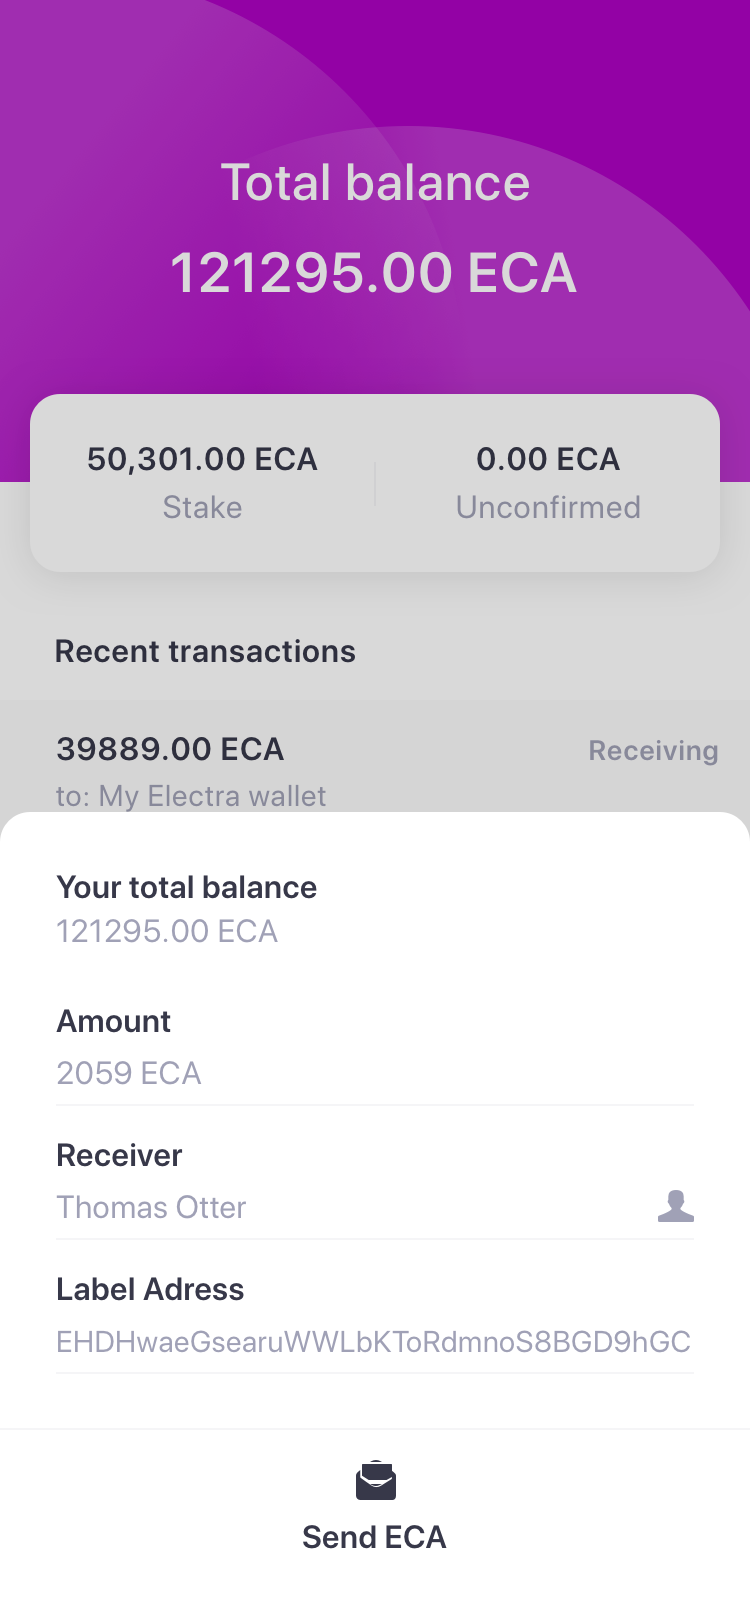 Total balance
121295.00 ECA
50,301.00 ECA
Stake
0.00 ECA
Unconfirmed
Recent transactions
39889.00 ECA
Receiving
to: My Electra wallet
Your total balance
121295.00 ECA
Amount
2059 ECA
Receiver
Thomas Otter
Label Adress
EHDHwaeGsearuWWLbKToRdmnoS8BGD9hGC
Send ECA